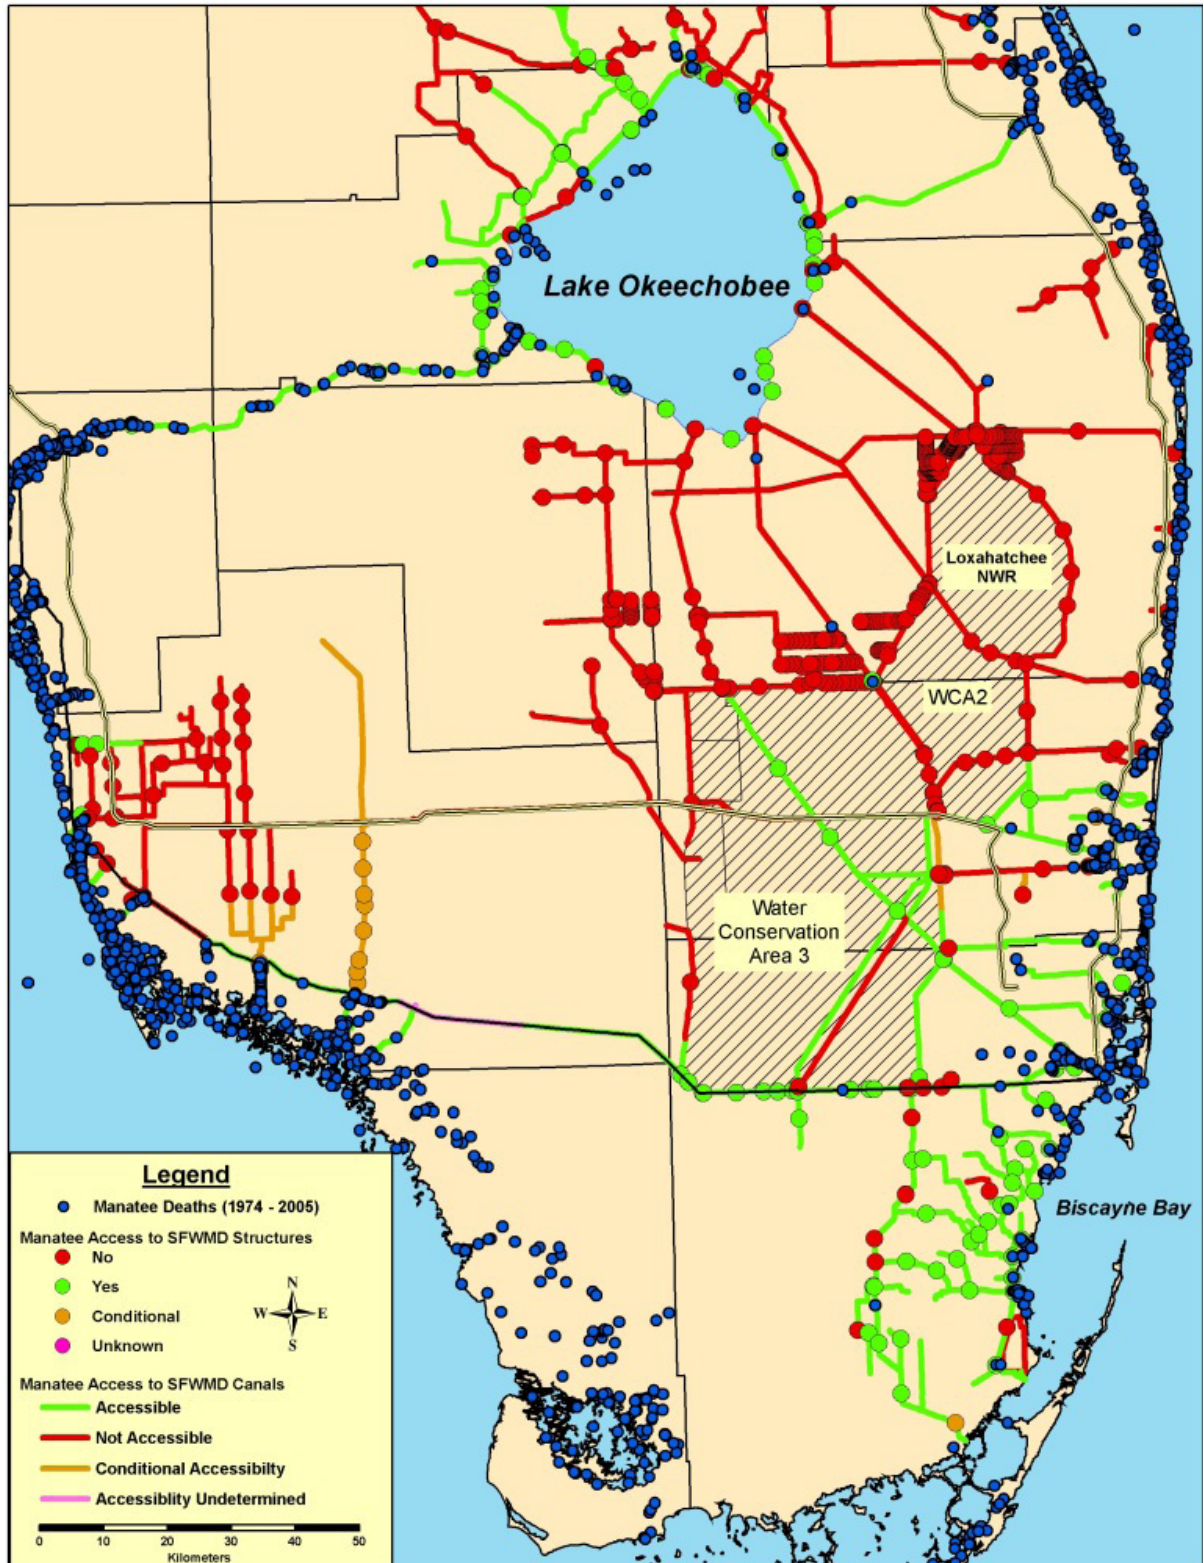 Lake Okeechobee
Loxahatchee
NWR
WCA2
Water
Conservation
Area 3
Biscayne Bay
Legend
Manatee Deaths (1974 - 2005)
Manatee Access to SFWMD Structures
No
Yes
Conditional
Unknown
N
W E
S
Manatee Access to SFWMD Canals
Accessible
Not Accessible
Conditional Accessibilty
Accessiblity Undetermined
0 10 20 30 40 50
Kilometers